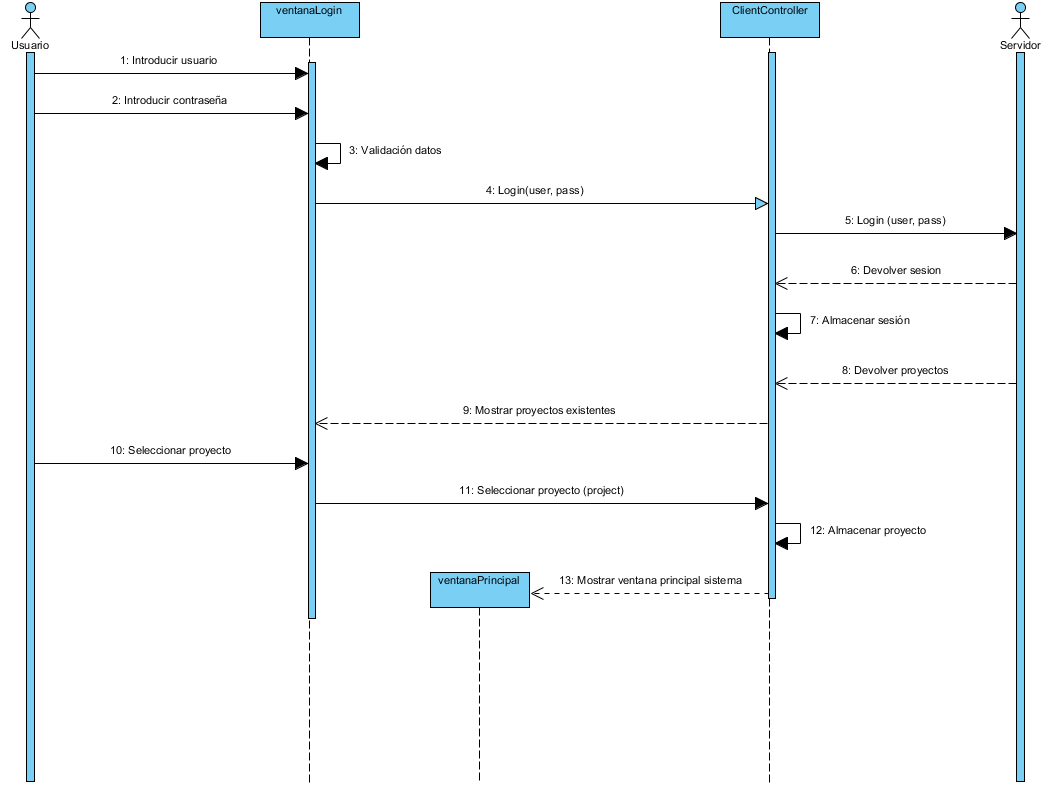 ventanaLogin
ClientController
Usuario
Servidor
1: Introducir usuario
2: Introducir contraseña
3: Validación datos
4: Login(user, pass)
5: Login (user, pass)
6: Devolver sesion
7: Almacenar sesión
8: Devolver proyectos
9: Mostrar proyectos existentes
10: Seleccionar proyecto
11: Seleccionar proyecto (project)
12: Almacenar proyecto
ventanaPrincipal
13: Mostrar ventana principal sistema